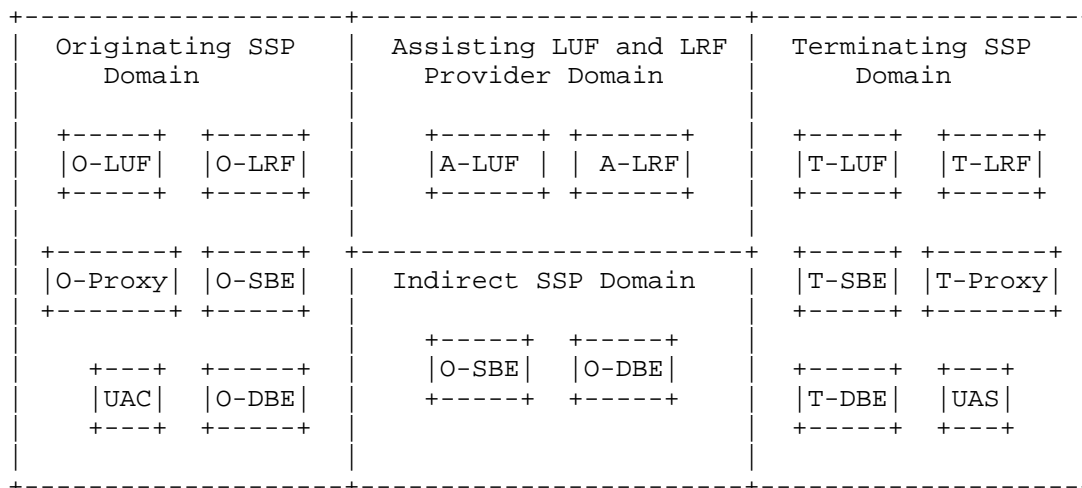 Originating SSP Assisting LUF and LRF Terminating SSP
Domain Provider Domain Domain
O-LUF O-LRF A-LUF A-LRF T-LUF T-LRF
O-Proxy O-SBE Indirect SSP Domain T-SBE T-Proxy
O-SBE O-DBE
UAC O-DBE T-DBE UAS